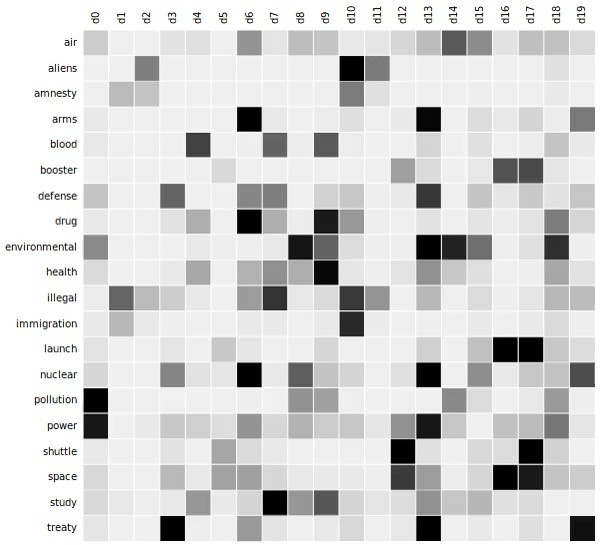 d0 d1 d2 d3 d4 d5 d6 d7 d8 d9 d10 d11 d12 d13 d14 d15 d16 d17 d18 d19
air
aliens
amnesty
arms
blood
booster
defense
drug
environmental
health
illegal
immigration
launch
nuclear
pollution
power
shuttle
space
study
treaty